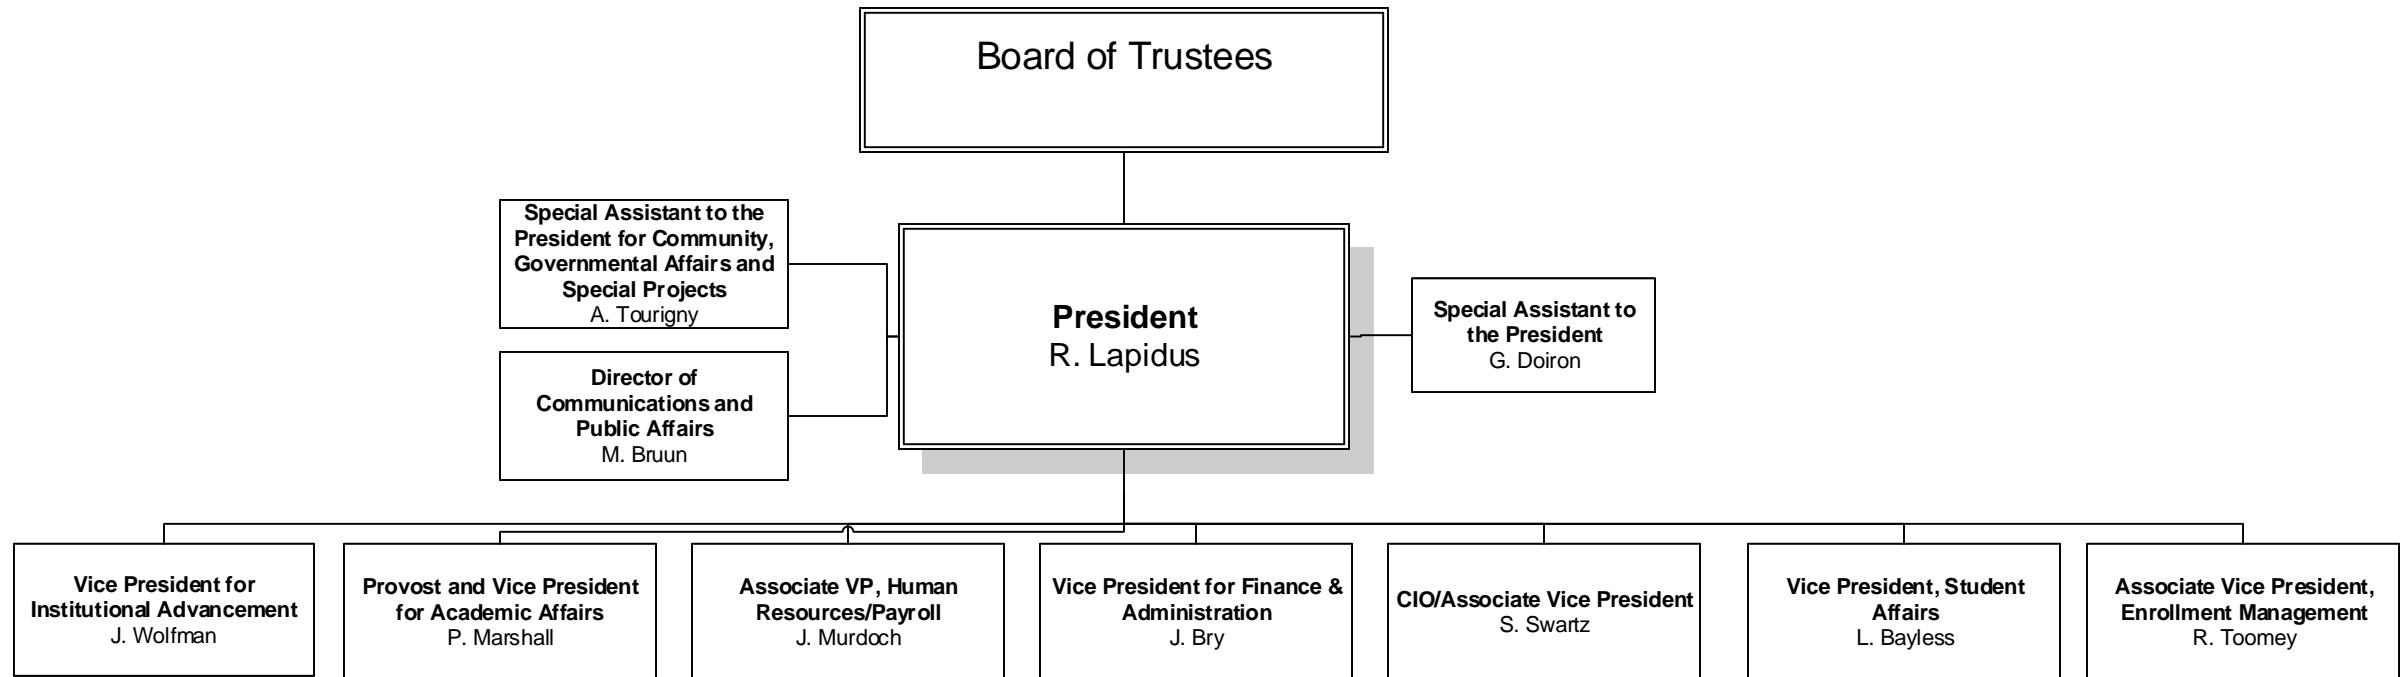 Board of Trustees
Special Assistant to the
President for Community,
Governmental Affairs and
Special Projects
A. Tourigny
Director of
Communications and
Public Affairs
M. Bruun
President
R. Lapidus
Special Assistant to
the President
G. Doiron
Vice President for
Institutional Advancement
J. Wolfman
Provost and Vice President
for Academic Affairs
P. Marshall
Associate VP, Human
Resources/Payroll
J. Murdoch
Vice President for Finance &
Administration
J. Bry
CIO/Associate Vice President
S. Swartz
Vice President, Student
Affairs
L. Bayless
Associate Vice President,
Enrollment Management
R. Toomey